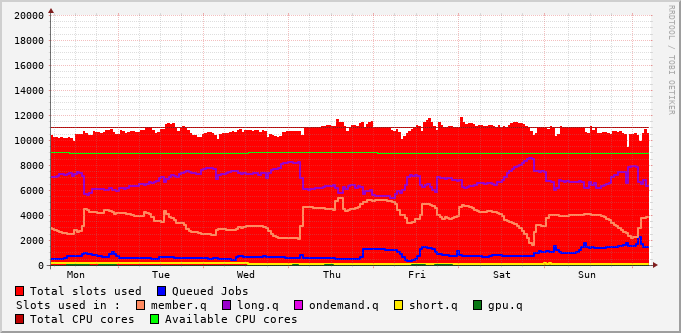 RRDTOOL / TOBI OETIKER
20000
18000
16000
14000
12000
10000
8000
6000
4000
2000
0
Mon Tue Wed Thu Fri Sat Sun
Total slots used Queued Jobs
Slots used in : member.q long.q ondemand.q short.q gpu.q
Total CPU cores Available CPU cores